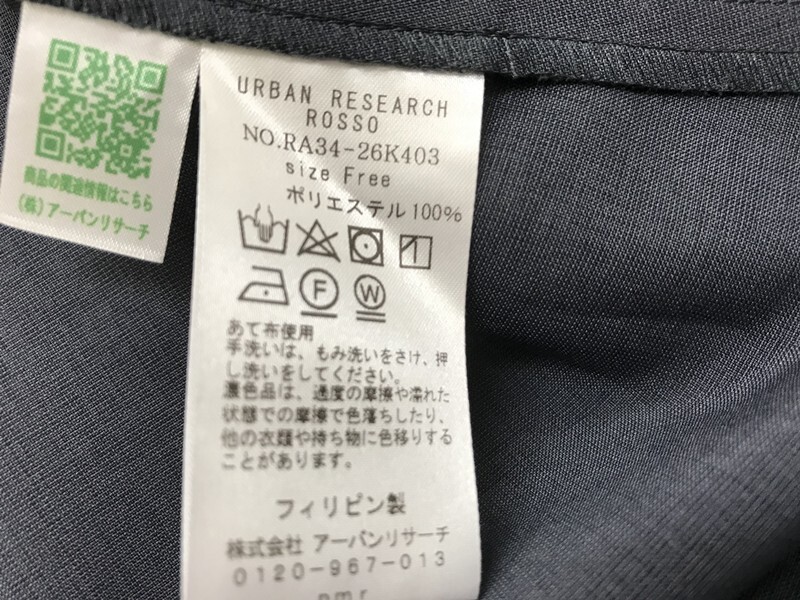 商品の関連情報はこちら
(株) アーバンリサーチ
URBAN RESEARCH
ROSSO
NO.RA34-26K403
size Free
ポリエステル 100%
F
W
あて布使用
手洗いは、もみ洗いをさけ、押
し洗いをしてください。
濃色品は、過度の摩擦や濡れた
状態での摩擦で色落ちしたり、
他の衣類や持ち物に色移りする
ことがあります。
フィリピン製
株式会社 アーバンリサーチ
0120-967-013
nmr